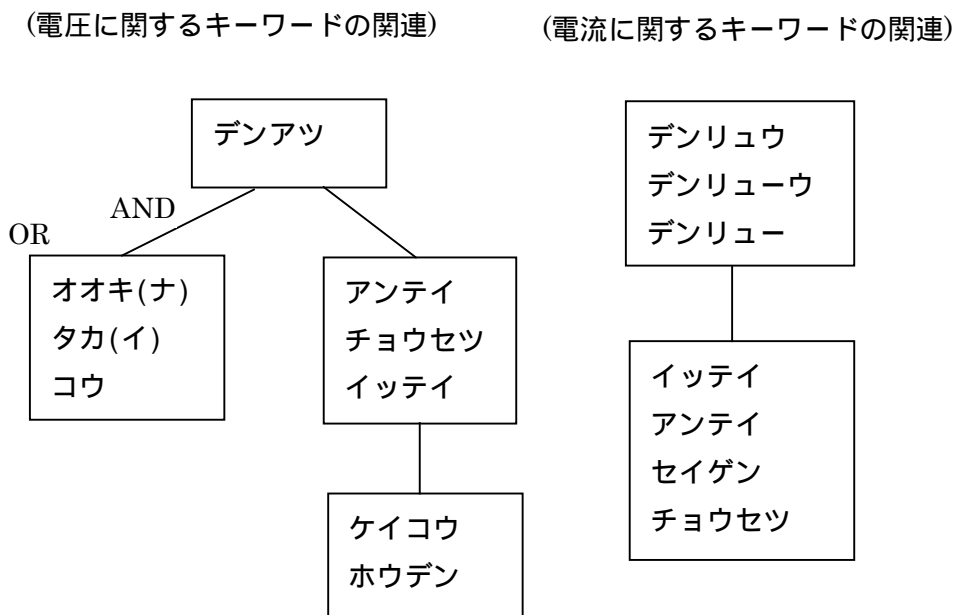 (電圧に関するキーワードの関連)
(電流に関するキーワードの関連)
デンアツ
AND
OR
オオキ(ナ)
タカ(イ)
コウ
アンテイ
チョウセツ
イッテイ
ケイコウ
ホウデン
デンリュウ
デンリューウ
デンリュー
イッテイ
アンテイ
セイゲン
チョウセツ